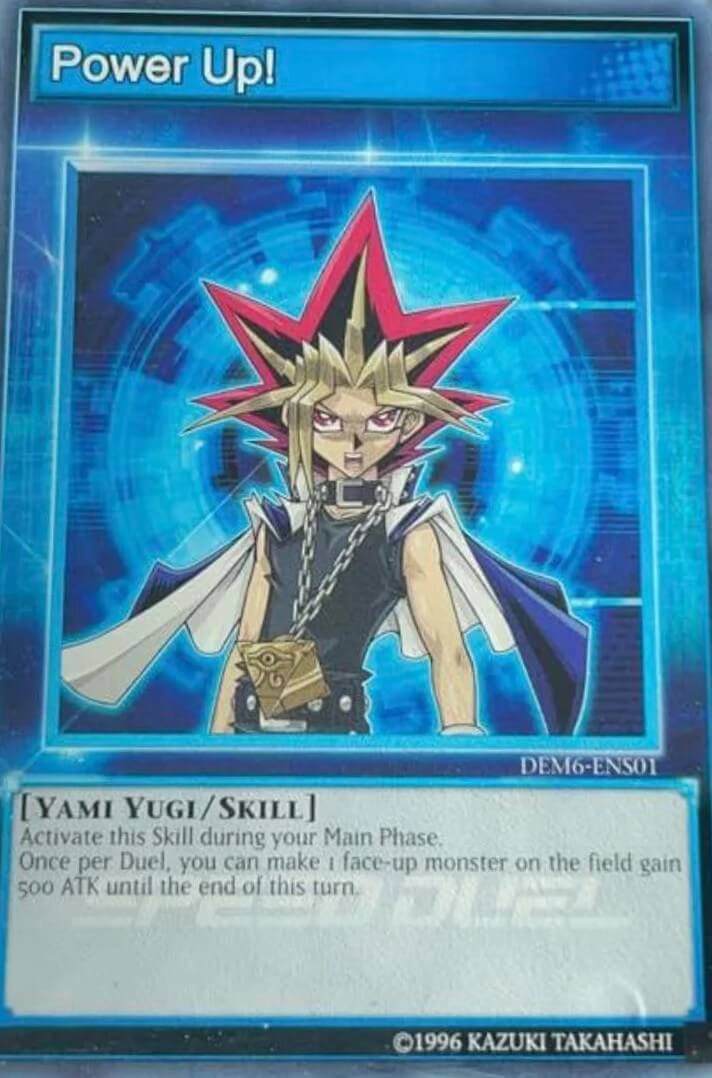 Power Up!
DEM6-ENS01
[YAMI YUGI/SKILL]
Activate this Skill during your Main Phase.
Once per Duel, you can make 1 face-up monster on the field gain
500 ATK until the end of this turn.
SPEED DUEL
©1996 KAZUKI TAKAHASHI